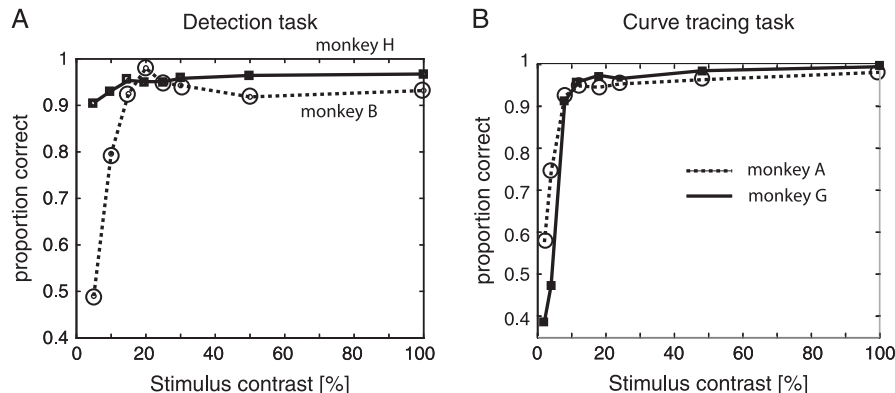 A
Detection task
proportion correct
1
0.9
0.8
0.7
0.6
0.5
0.4
monkey H
monkey B
0
20
40
60
80
100
Stimulus contrast [%]
B
Curve tracing task
proportion correct
1
0.9
0.8
0.7
0.6
0.5
0.4
monkey A
monkey G
0
20
40
60
80
100
Stimulus contrast [%]